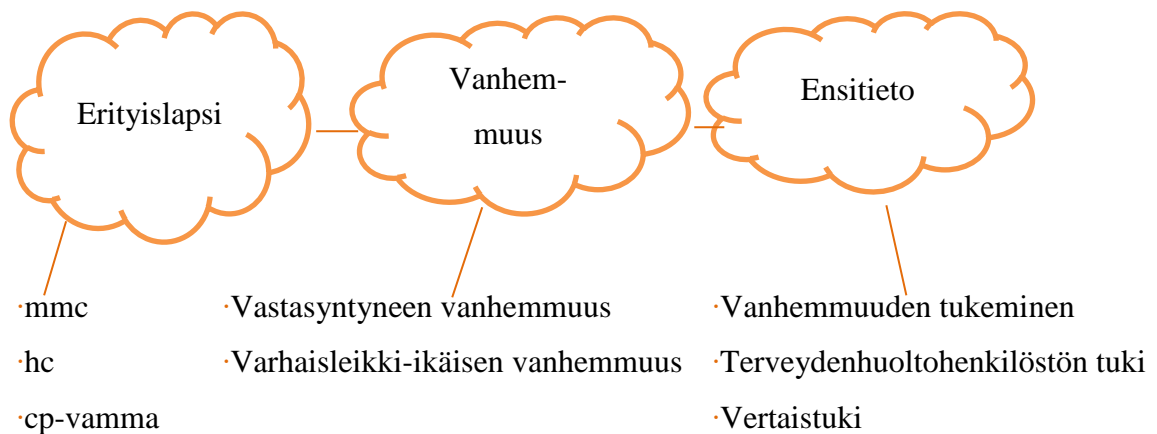 Erityislapsi
Vanhem-
muus
Ensitieto
·mmc
·hc
·cp-vamma
·Vastasyntyneen vanhemmuus
·Varhaisleikki-ikäisen vanhemmuus
·Vanhemmuuden tukeminen
·Terveydenhuoltohenkilöstön tuki
·Vertaistuki